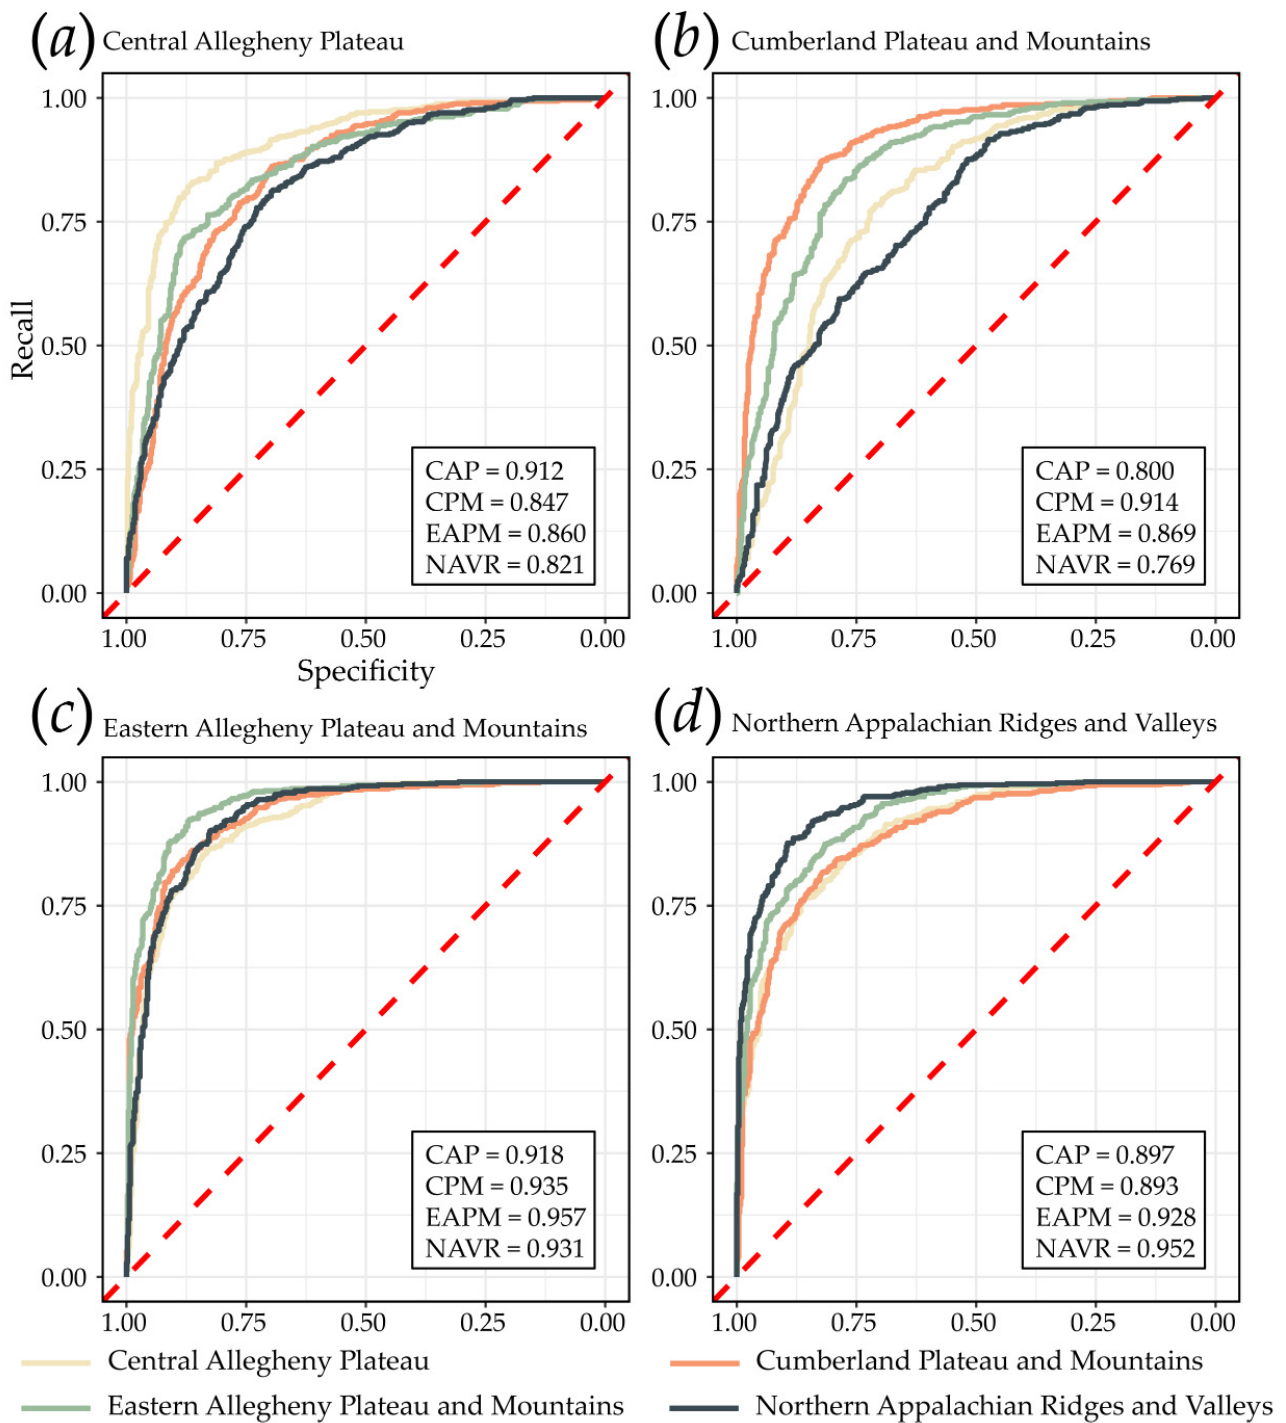 (a) Central Allegheny Plateau
(b) Cumberland Plateau and Mountains
1.00
0.75
0.50
0.25
0.00
Recall
CAP = 0.912
CPM = 0.847
EAPM = 0.860
NAVR = 0.821
1.00 0.75 0.50 0.25 0.00
Specificity
1.00
0.75
0.50
0.25
0.00
CAP = 0.800
CPM = 0.914
EAPM = 0.869
NAVR = 0.769
1.00 0.75 0.50 0.25 0.00
(c) Eastern Allegheny Plateau and Mountains
(d) Northern Appalachian Ridges and Valleys
1.00
0.75
0.50
0.25
0.00
CAP = 0.918
CPM = 0.935
EAPM = 0.957
NAVR = 0.931
1.00 0.75 0.50 0.25 0.00
1.00
0.75
0.50
0.25
0.00
CAP = 0.897
CPM = 0.893
EAPM = 0.928
NAVR = 0.952
1.00 0.75 0.50 0.25 0.00
Central Allegheny Plateau
Cumberland Plateau and Mountains
Eastern Allegheny Plateau and Mountains
Northern Appalachian Ridges and Valleys